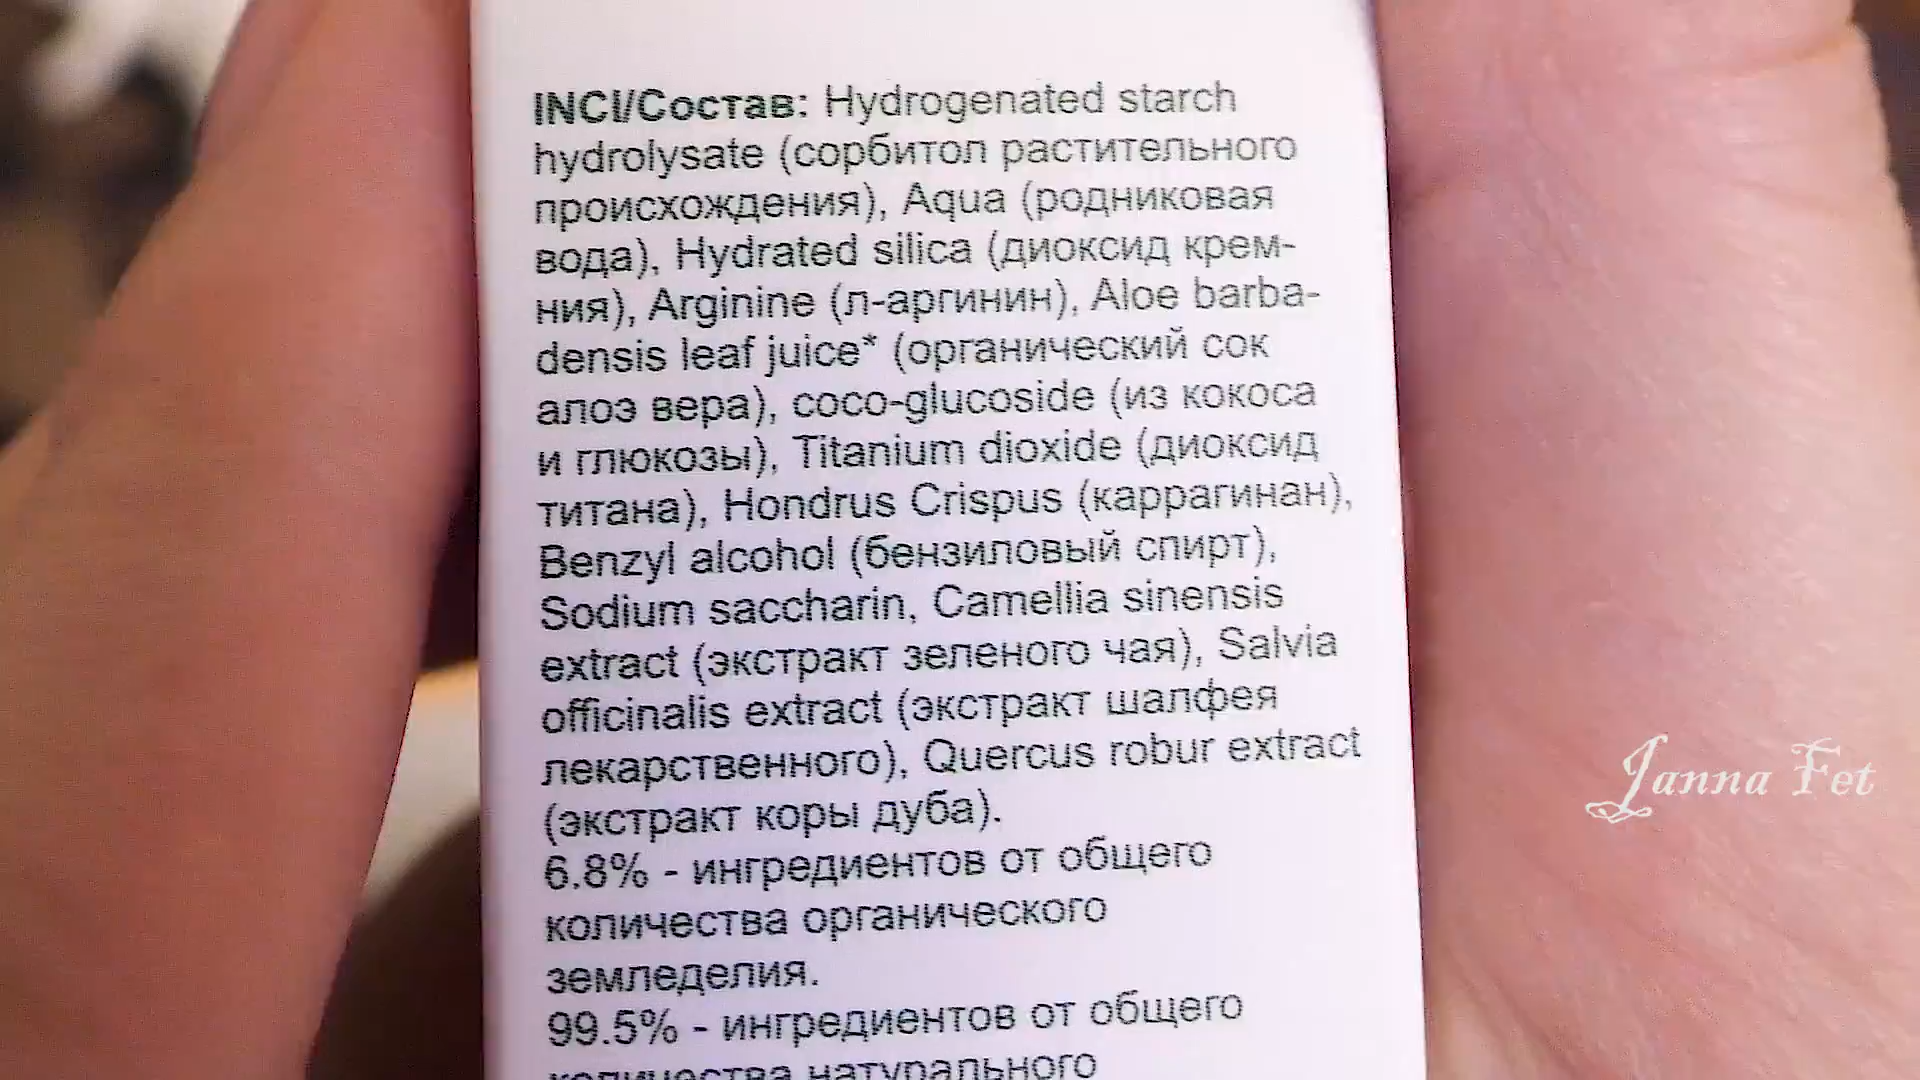 INCI/Состав: Hydrogenated starch
hydrolysate (сорбитол растительного
происхождения), Aqua (родниковая
вода), Hydrated silica (диоксид крем-
ния), Arginine (л-аргинин), Aloe barba-
densis leaf juice* (органический сок
алоэ вера), coco-glucoside (из кокоса
и глюкозы), Titanium dioxide (диоксид
титана), Hondrus Crispus (каррагинан),
Benzyl alcohol (бензиловый спирт),
Sodium saccharin, Camellia sinensis
extract (экстракт зеленого чая), Salvia
officinalis extract (экстракт шалфея
лекарственного), Quercus robur extract
(экстракт коры дуба).
6.8% - ингредиентов от общего
количества органического
земледелия.
99.5% - ингредиентов от общего
количества натурального
Janna Fet